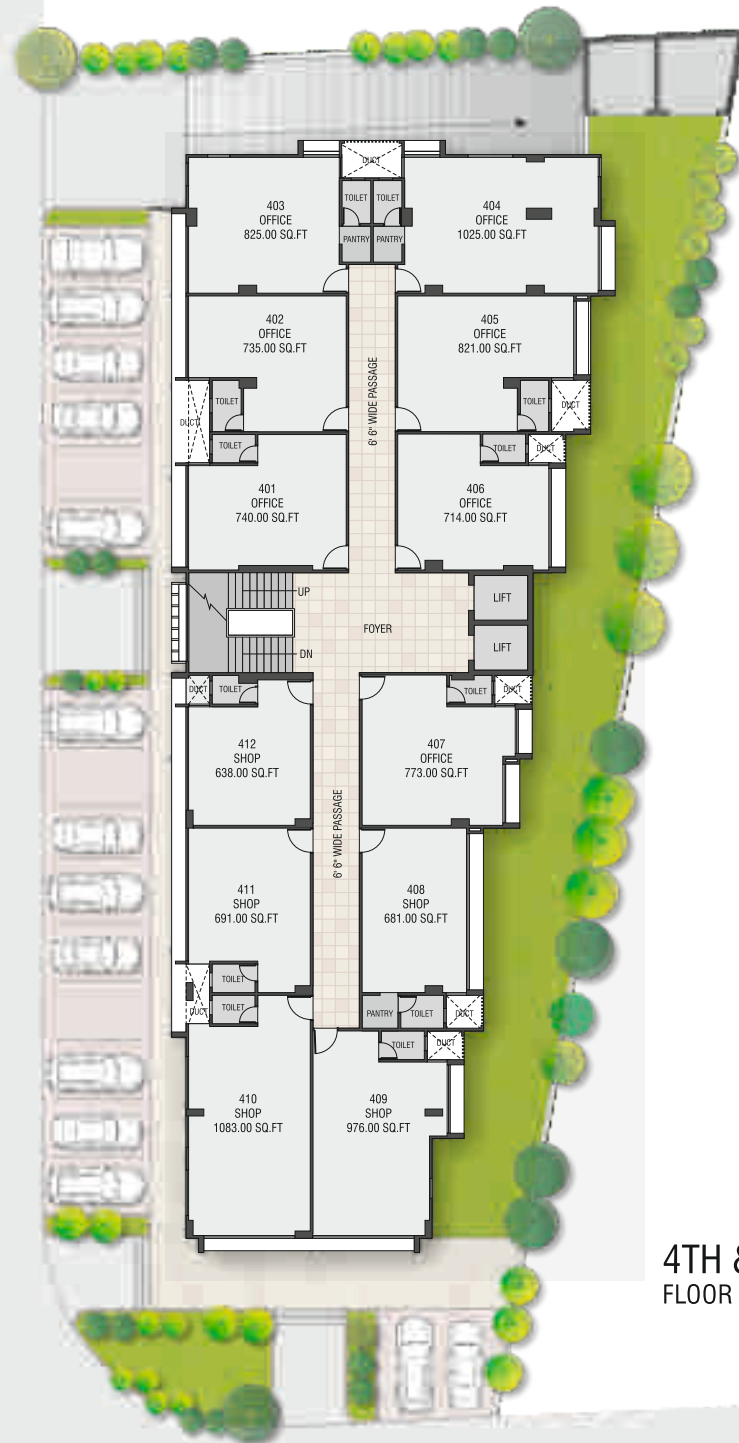 DUCT
403
OFFICE
825.00 SQ.FT
TOILET
TOILET
404
OFFICE
1025.00 SQ.FT
PANTRY
PANTRY
402
OFFICE
735.00 SQ.FT
405
OFFICE
821.00 SQ.FT
6' 6" WIDE PASSAGE
TOILET
DUCT
TOILET
DUCT
TOILET
TOILET
DUCT
401
OFFICE
740.00 SQ.FT
406
OFFICE
714.00 SQ.FT
UP
LIFT
FOYER
LIFT
DN
DUCT
TOILET
TOILET
DUCT
412
SHOP
638.00 SQ.FT
407
OFFICE
773.00 SQ.FT
6' 6" WIDE PASSAGE
411
SHOP
691.00 SQ.FT
408
SHOP
681.00 SQ.FT
TOILET
DUCT
TOILET
PANTRY
TOILET
DUCT
TOILET
DUCT
410
SHOP
1083.00 SQ.FT
409
SHOP
976.00 SQ.FT
4TH &
FLOOR